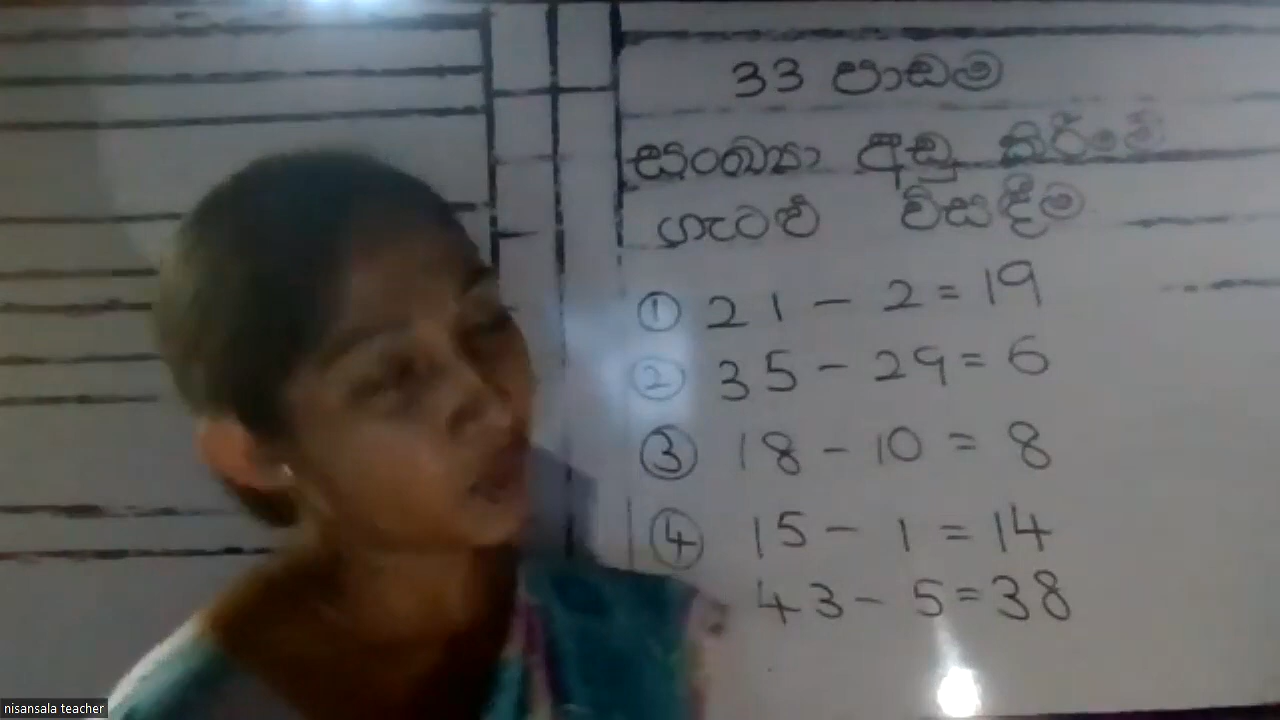 33 පාඩම
සංඛ්‍යා අඩු කිරීමේ
ගැටළු විසඳීම
① 21 - 2 = 19
② 35 - 29 = 6
③ 18 - 10 = 8
④ 15 - 1 = 14
43 - 5 = 38
nisansala teacher